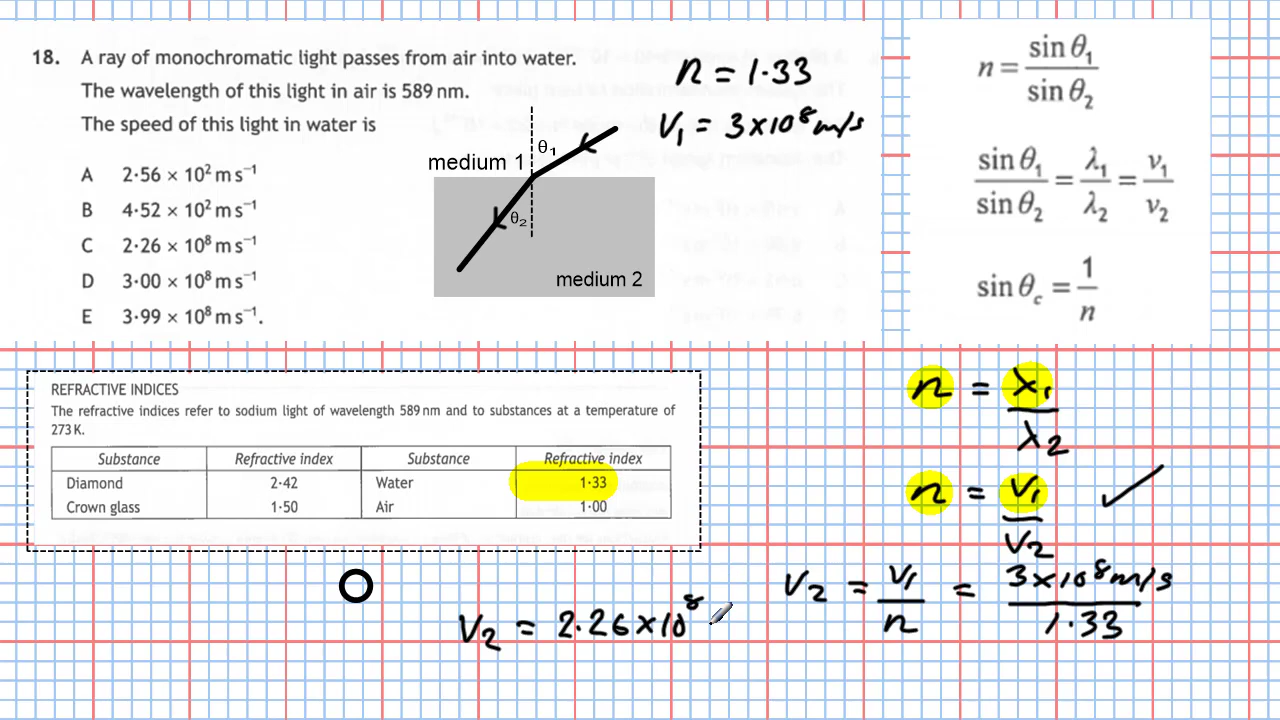 18. A ray of monochromatic light passes from air into water.
The wavelength of this light in air is 589 nm.
The speed of this light in water is
A 2·56 × 10² m s⁻¹
B 4·52 × 10² m s⁻¹
C 2·26 × 10⁸ m s⁻¹
D 3·00 × 10⁸ m s⁻¹
E 3·99 × 10⁸ m s⁻¹.
θ₁
medium 1
θ₂
medium 2
n = 1·33
V₁ = 3×10⁸ m/s
n = sin θ₁ / sin θ₂
sin θ₁ / sin θ₂ = λ₁ / λ₂ = v₁ / v₂
sin θc = 1 / n
REFRACTIVE INDICES
The refractive indices refer to sodium light of wavelength 589 nm and to substances at a temperature of
273 K.
Substance Refractive index Substance Refractive index
Diamond 2·42 Water 1·33
Crown glass 1·50 Air 1·00
n = λ₁ / λ₂
n = V₁ / V₂ ✓
V₂ = V₁ / n = 3×10⁸ m/s / 1·33
V₂ = 2·26×10⁸